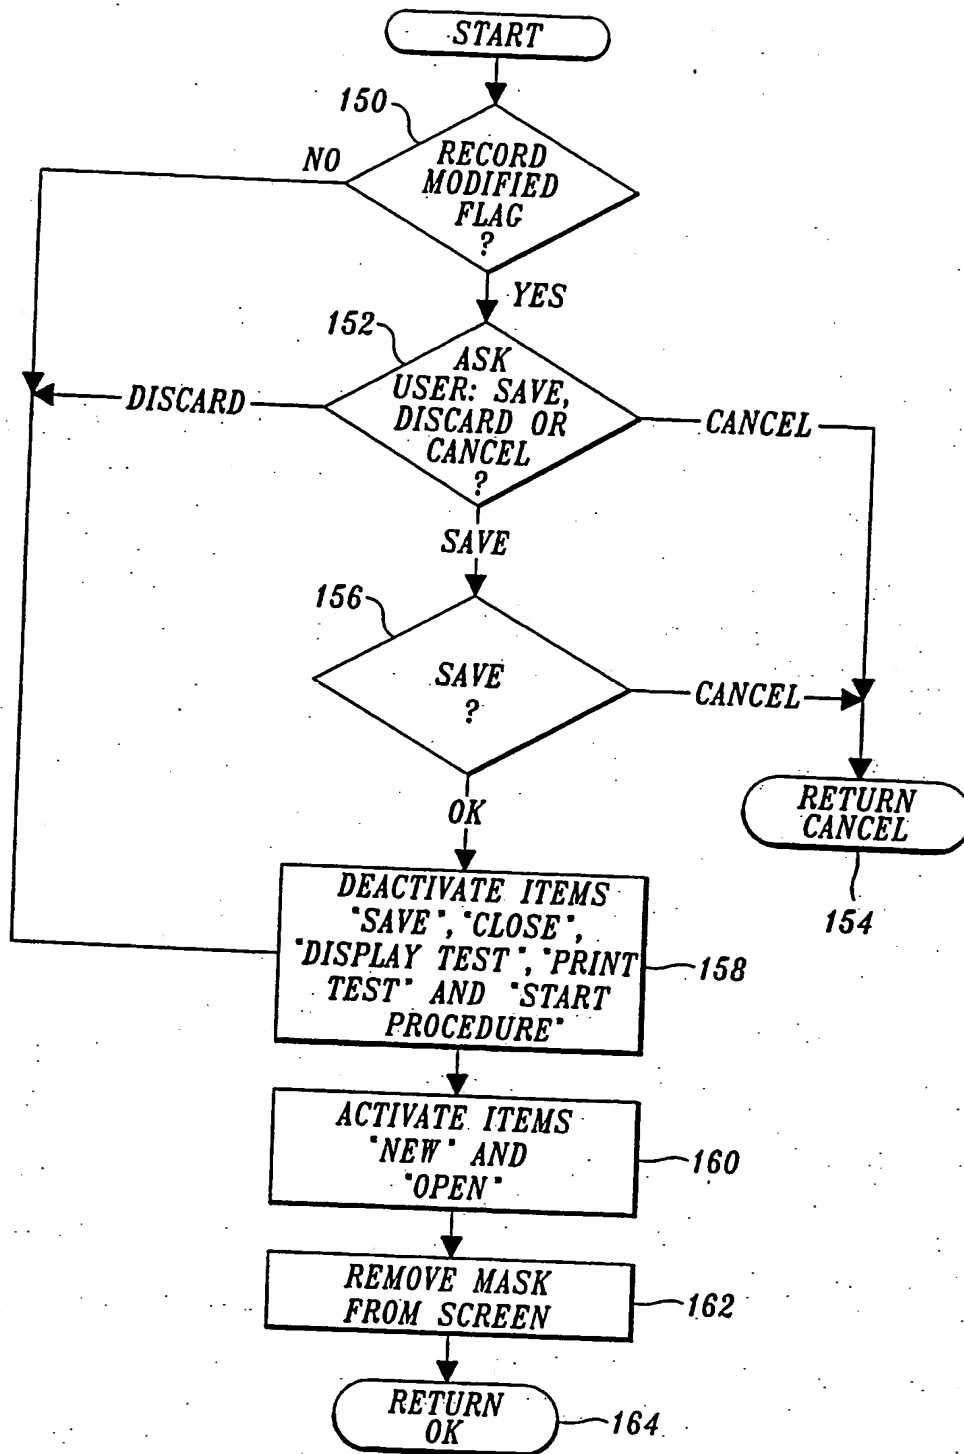 START
150
RECORD
MODIFIED
FLAG
?
NO
YES
152
ASK
USER: SAVE,
DISCARD OR
CANCEL
?
DISCARD
CANCEL
SAVE
156
SAVE
?
CANCEL
RETURN
CANCEL
154
OK
DEACTIVATE ITEMS
"SAVE", "CLOSE",
"DISPLAY TEST", "PRINT
TEST" AND "START
PROCEDURE"
158
ACTIVATE ITEMS
"NEW" AND
"OPEN"
160
REMOVE MASK
FROM SCREEN
162
RETURN
OK
164